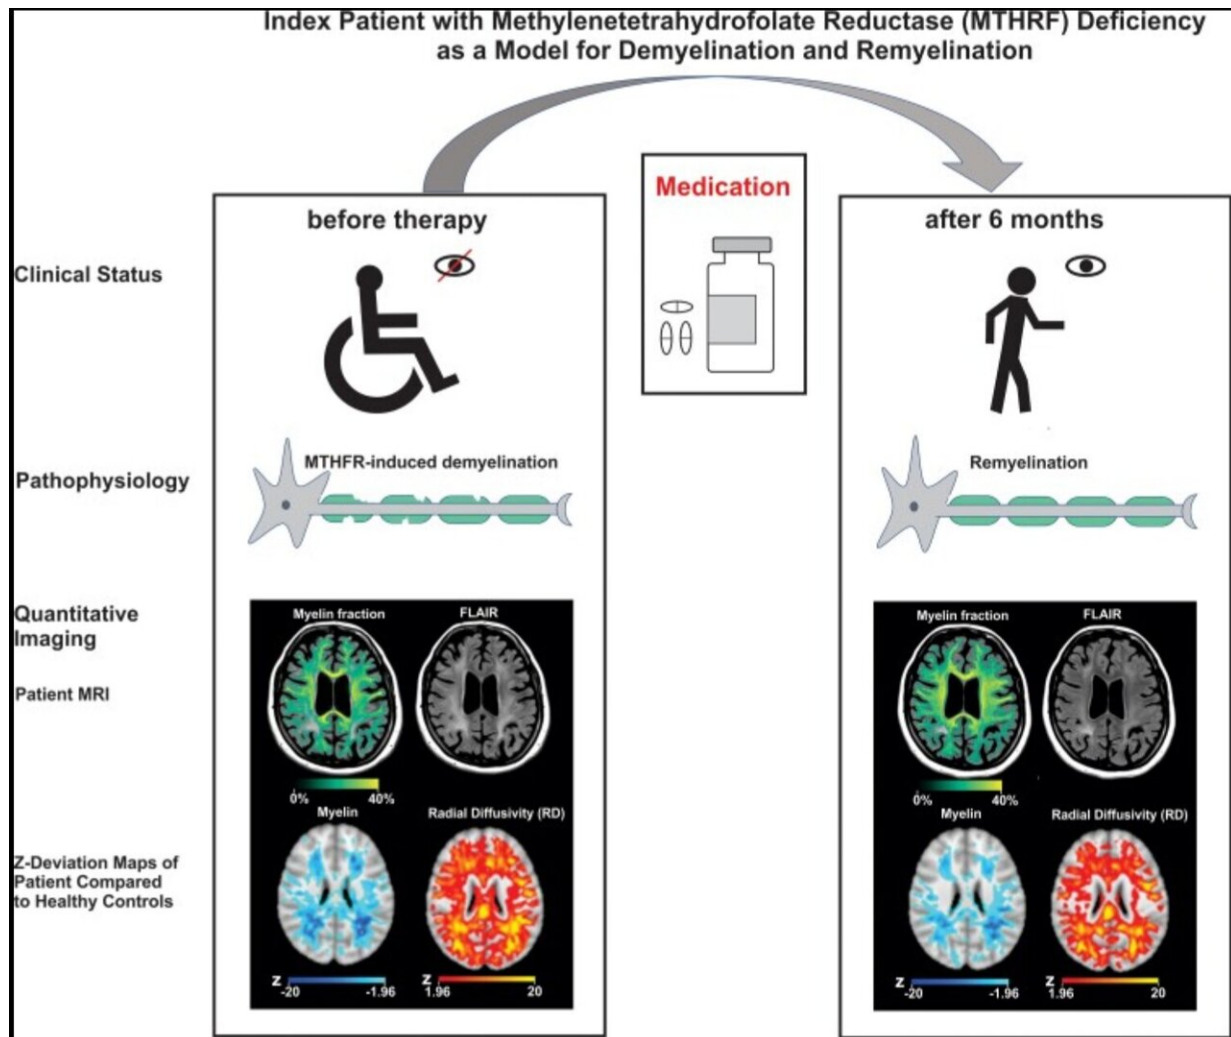 Index Patient with Methylenetetrahydrofolate Reductase (MTHRF) Deficiency
as a Model for Demyelination and Remyelination
Medication
before therapy
after 6 months
Clinical Status
Pathophysiology
MTHFR-induced demyelination
Remyelination
Quantitative
Imaging
Myelin fraction
FLAIR
Myelin fraction
FLAIR
Patient MRI
0%
40%
0%
40%
Myelin
Radial Diffusivity (RD)
Myelin
Radial Diffusivity (RD)
Z-Deviation Maps of
Patient Compared
to Healthy Controls
Z
-20
-1.96
Z
1.96
20
Z
-20
-1.96
Z
1.96
20